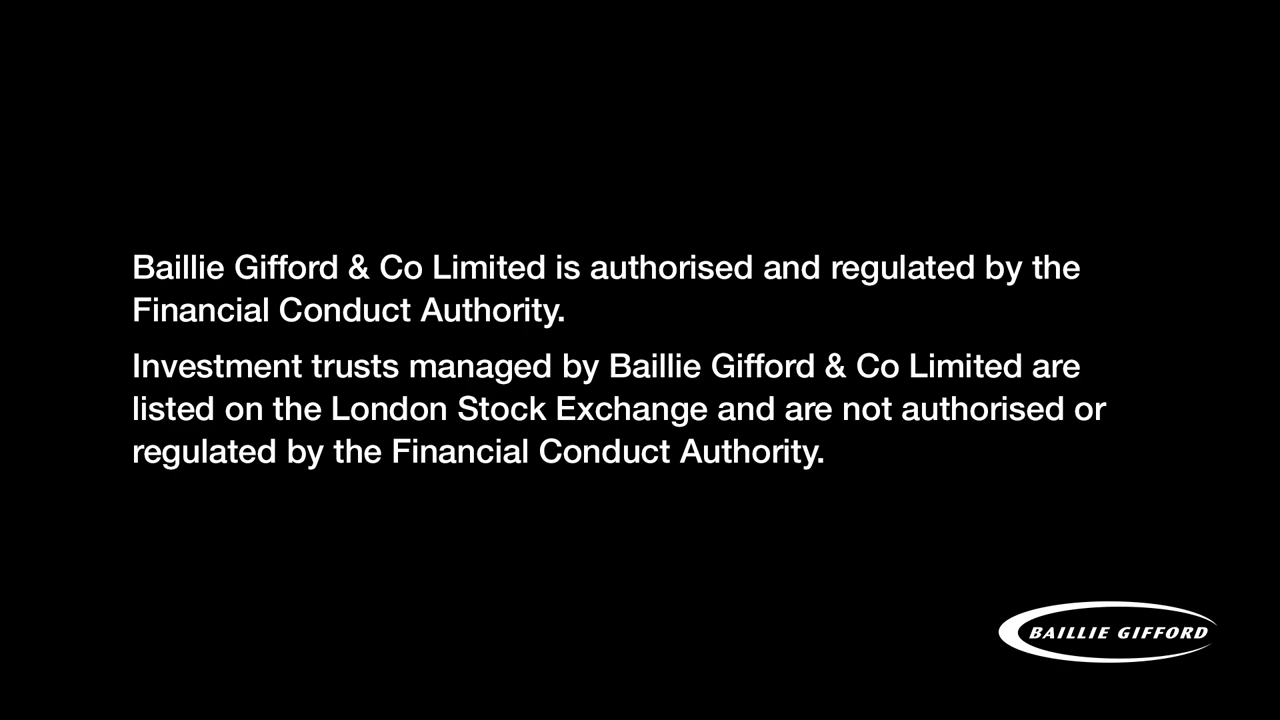 Baillie Gifford & Co Limited is authorised and regulated by the
Financial Conduct Authority.
Investment trusts managed by Baillie Gifford & Co Limited are
listed on the London Stock Exchange and are not authorised or
regulated by the Financial Conduct Authority.
BAILLIE GIFFORD